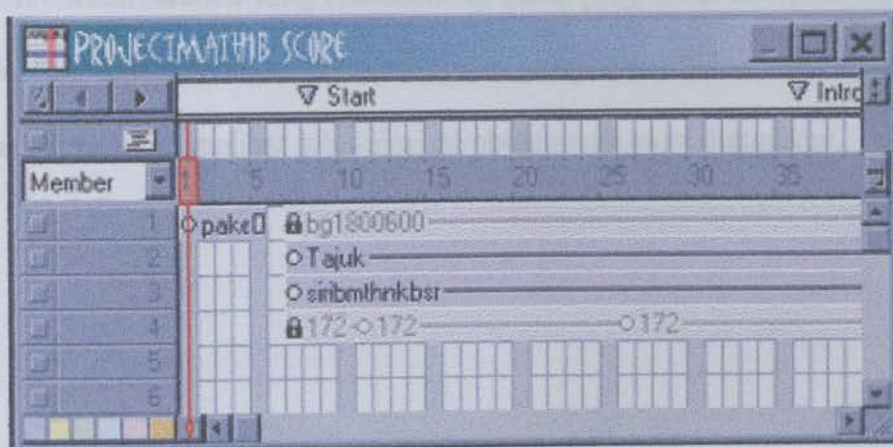 PROJECTMATHIB SCORE
Start Intro
Member 1 5 10 15 20 25 30 35
1 pake bg1800600
2 Tajuk
3 siribmthnkbsr
4 172 172 172
5
6